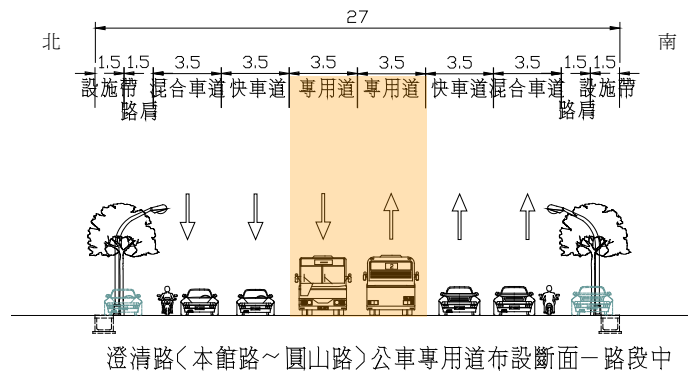 27
北
南
1.5 1.5 3.5 3.5 3.5 3.5 3.5 3.5 1.5 1.5
設施帶 混合車道 快車道 專用道 專用道 快車道 混合車道 設施帶
路肩 路肩
澄清路(本館路～圓山路)公車專用道布設斷面－路段中